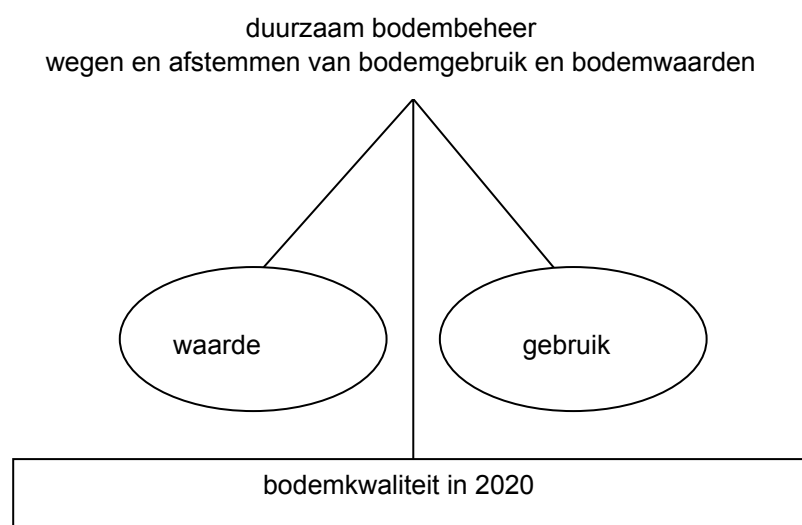 duurzaam bodembeheer
wegen en afstemmen van bodemgebruik en bodemwaarden
waarde
gebruik
bodemkwaliteit in 2020